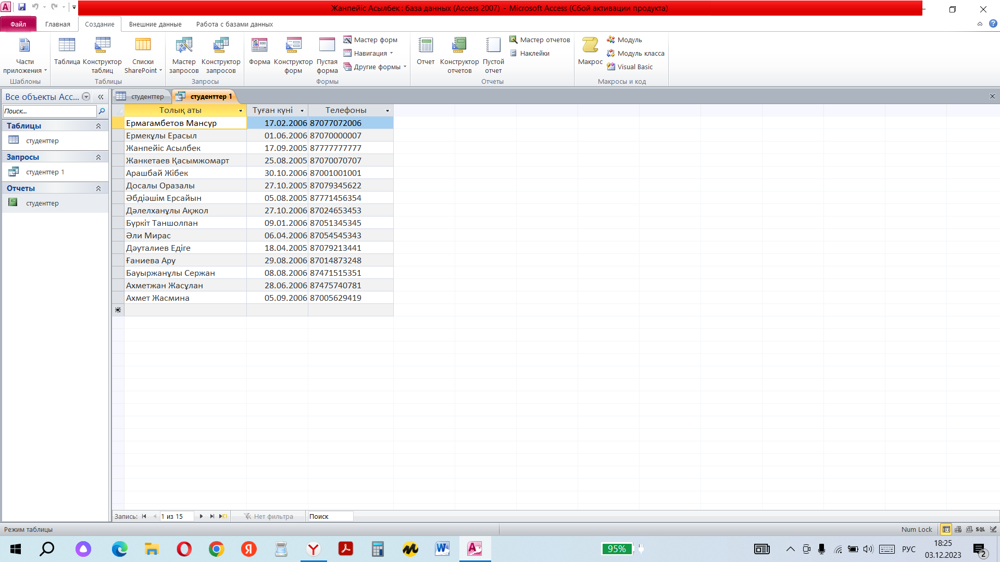 Жанпейіс Асылбек : база данных (Access 2007) - Microsoft Access (Сбой активации продукта)
Файл Главная Создание Внешние данные Работа с базами данных
Части приложения
Таблица
Конструктор таблиц
Списки SharePoint
Мастер запросов
Конструктор запросов
Форма
Конструктор форм
Пустая форма
Мастер форм
Навигация
Другие формы
Отчет
Конструктор отчетов
Пустой отчет
Мастер отчетов
Наклейки
Макрос
Модуль
Модуль класса
Visual Basic
Шаблоны Таблицы Запросы Формы Отчеты Макросы и код
Все объекты Acc...
Поиск...
Таблицы
студенттер
Запросы
студенттер 1
Отчеты
студенттер
студенттер студенттер 1
Толық аты Туған күні Телефоны
Ермагамбетов Мансур 17.02.2006 87077072006
Ермекұлы Ерасыл 01.06.2006 87070000007
Жанпейіс Асылбек 17.09.2005 87777777777
Жанкетаев Қасымжомарт 25.08.2005 87070070707
Арашбай Жібек 30.10.2006 87001001001
Досалы Оразалы 27.10.2005 87079345622
Әбдіәшім Ерсайын 05.08.2005 87771456354
Дәлелханұлы Ақжол 27.10.2006 87024653453
Бүркіт Таншолпан 09.01.2006 87051345345
Әли Мирас 06.04.2006 87054545343
Дәуталиев Едіге 18.04.2005 87079213441
Ғаниева Ару 29.08.2006 87014873248
Бауыржанұлы Сержан 08.08.2006 87471515351
Ахметжан Жасұлан 28.06.2006 87475740781
Ахмет Жасмина 05.09.2006 87005629419
Запись: 1 из 15 Нет фильтра Поиск
Режим таблицы Num Lock SQL
95% РУС 18:25
03.12.2023 2